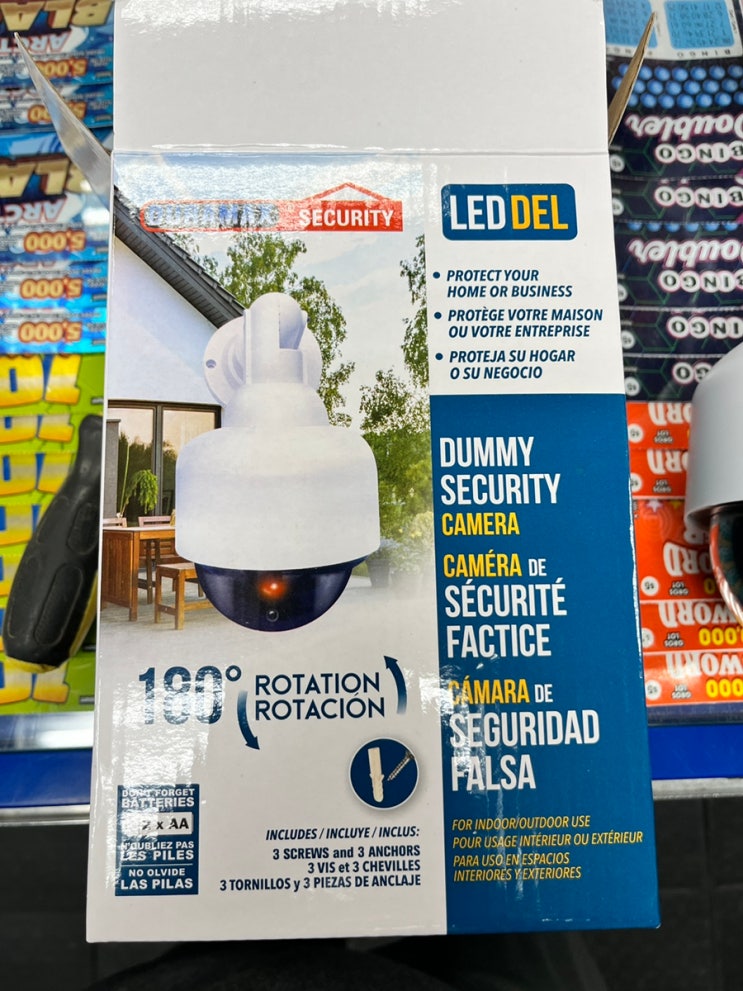 SECURITY
LED DEL
• PROTECT YOUR
HOME OR BUSINESS
• PROTÈGE VOTRE MAISON
OU VOTRE ENTREPRISE
• PROTEJA SU HOGAR
O SU NEGOCIO
DUMMY
SECURITY
CAMERA
CAMÉRA DE
SÉCURITÉ
FACTICE
CÁMARA DE
SEGURIDAD
FALSA
180° ROTATION
ROTACIÓN
DON'T FORGET
BATTERIES
2 x AA
N'OUBLIEZ PAS
LES PILES
NO OLVIDE
LAS PILAS
INCLUDES / INCLUYE / INCLUS:
3 SCREWS and 3 ANCHORS
3 VIS et 3 CHEVILLES
3 TORNILLOS y 3 PIEZAS DE ANCLAJE
FOR INDOOR/OUTDOOR USE
POUR USAGE INTÉRIEUR OU EXTÉRIEUR
PARA USO EN ESPACIOS
INTERIORES Y EXTERIORES
5,000
5,000
5,000
Doubler
BINGO
BINGO
Doubler
BINGO
BINGO